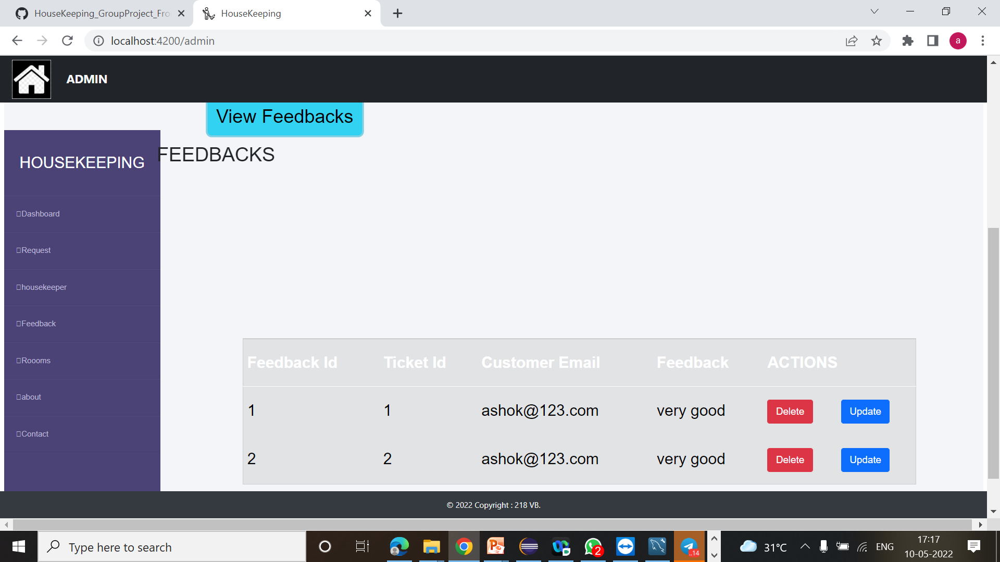 HouseKeeping_GroupProject_Fro
HouseKeeping
localhost:4200/admin
a
ADMIN
View Feedbacks
HOUSEKEEPING
FEEDBACKS
Dashboard
Request
housekeeper
Feedback
Roooms
about
Contact
Feedback Id Ticket Id Customer Email Feedback ACTIONS
1 1 ashok@123.com very good Delete Update
2 2 ashok@123.com very good Delete Update
© 2022 Copyright : 218 VB.
Type here to search
2
..14
31°C
ENG
17:17
10-05-2022